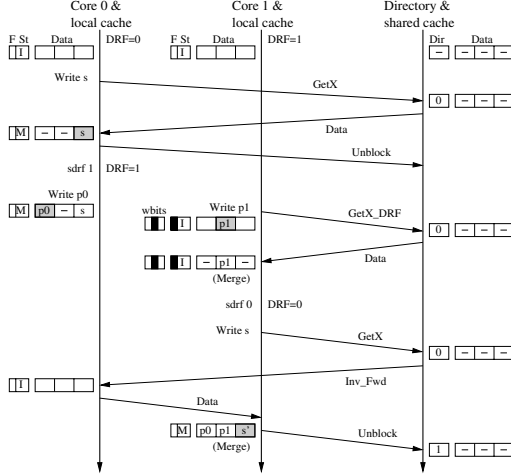 Core 0 & local cache
Core 1 & local cache
Directory & shared cache
F St Data DRF=0
F St Data DRF=1
Dir Data
I
I
– – – –
Write s
GetX
0 – – –
Data
M – – s
Unblock
sdrf 1 DRF=1
Write p0
M p0 – s
wbits
Write p1
I p1
GetX_DRF
0 – – –
Data
I – p1 –
(Merge)
sdrf 0 DRF=0
Write s
GetX
0 – – –
Inv_Fwd
I
Data
M p0 p1 s'
(Merge)
Unblock
1 – – –